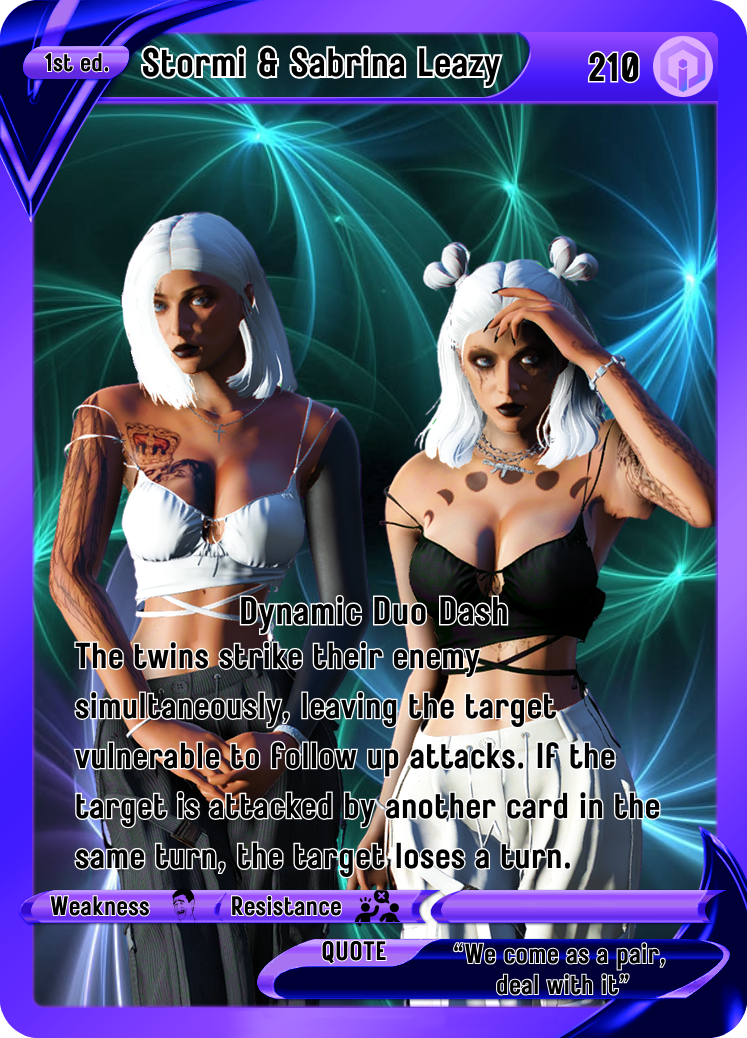 1st ed. Stormi & Sabrina Leazy 210
Dynamic Duo Dash
The twins strike their enemy
simultaneously, leaving the target
vulnerable to follow up attacks. If the
target is attacked by another card in the
same turn, the target loses a turn.
Weakness Resistance
QUOTE
“We come as a pair,
deal with it”